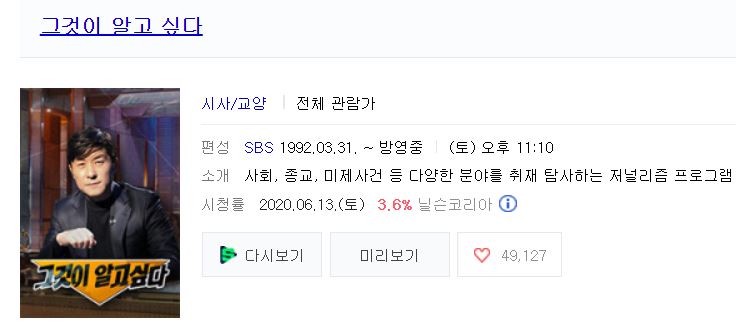 그것이 알고 싶다
시사/교양 전체 관람가
편성 SBS 1992.03.31. ~ 방영중 (토) 오후 11:10
소개 사회, 종교, 미제사건 등 다양한 분야를 취재 탐사하는 저널리즘 프로그램
시청률 2020.06.13.(토) 3.6% 닐슨코리아
그것이 알고싶다
다시보기 미리보기 49,127